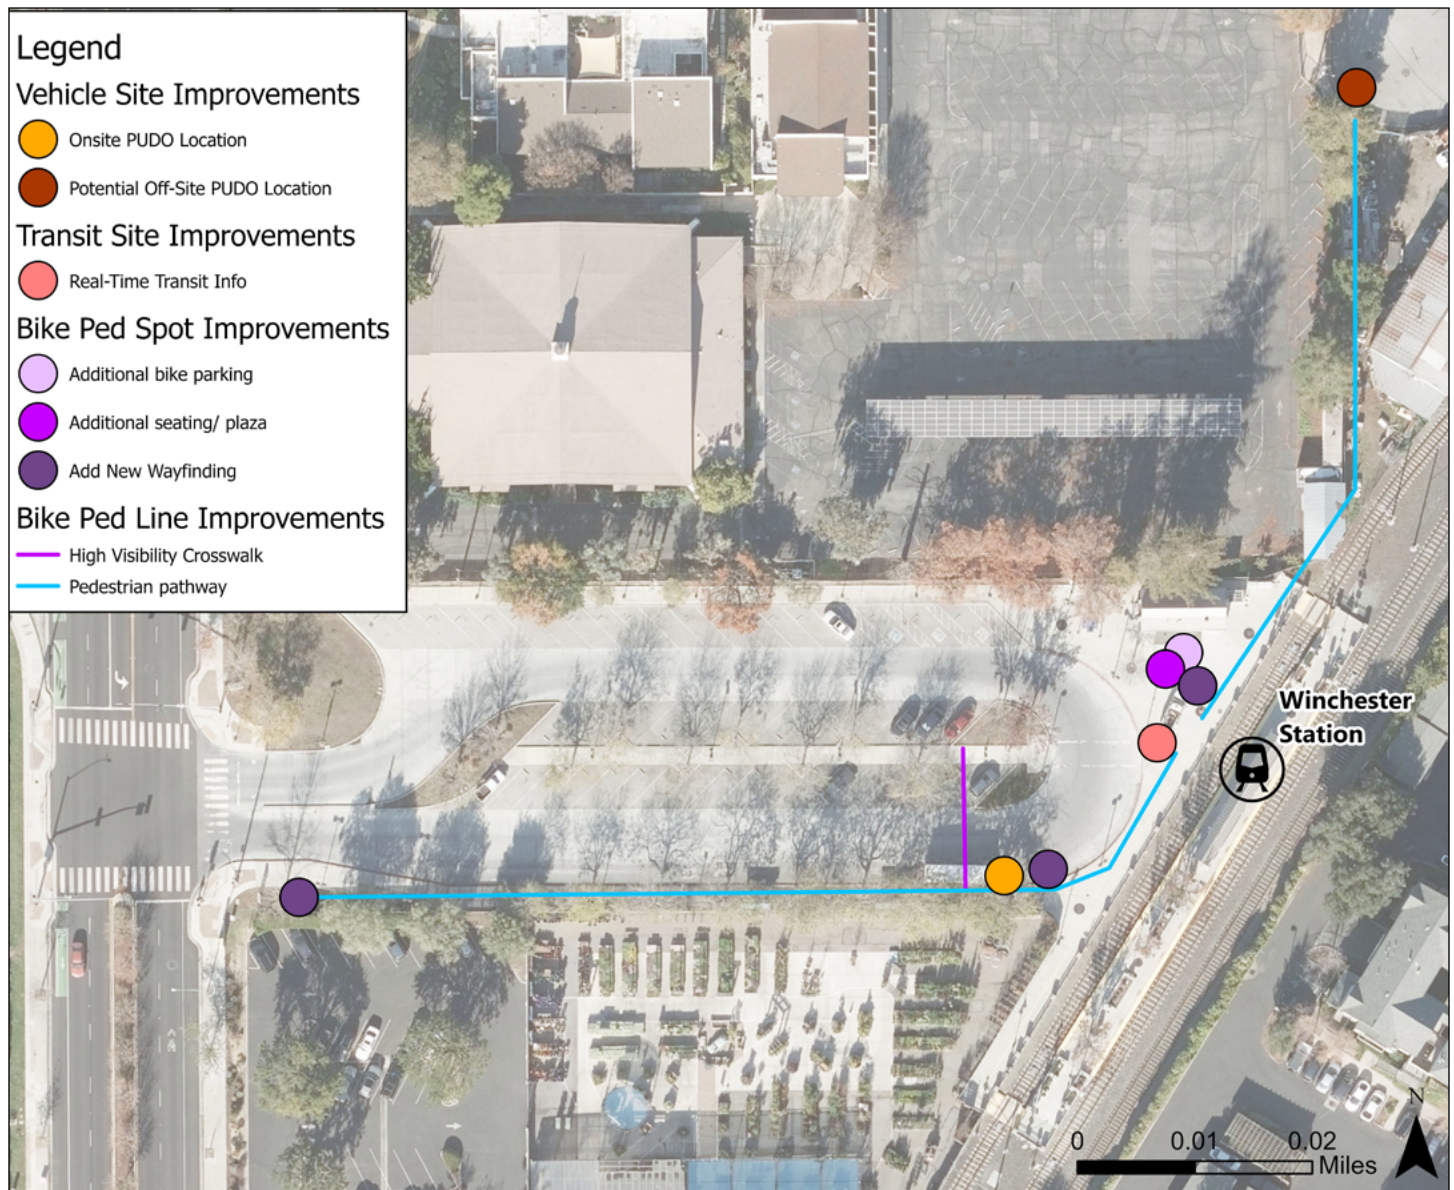 Legend
Vehicle Site Improvements
Onsite PUDO Location
Potential Off-Site PUDO Location
Transit Site Improvements
Real-Time Transit Info
Bike Ped Spot Improvements
Additional bike parking
Additional seating/ plaza
Add New Wayfinding
Bike Ped Line Improvements
High Visibility Crosswalk
Pedestrian pathway
Winchester
Station
N
0 0.01 0.02
Miles